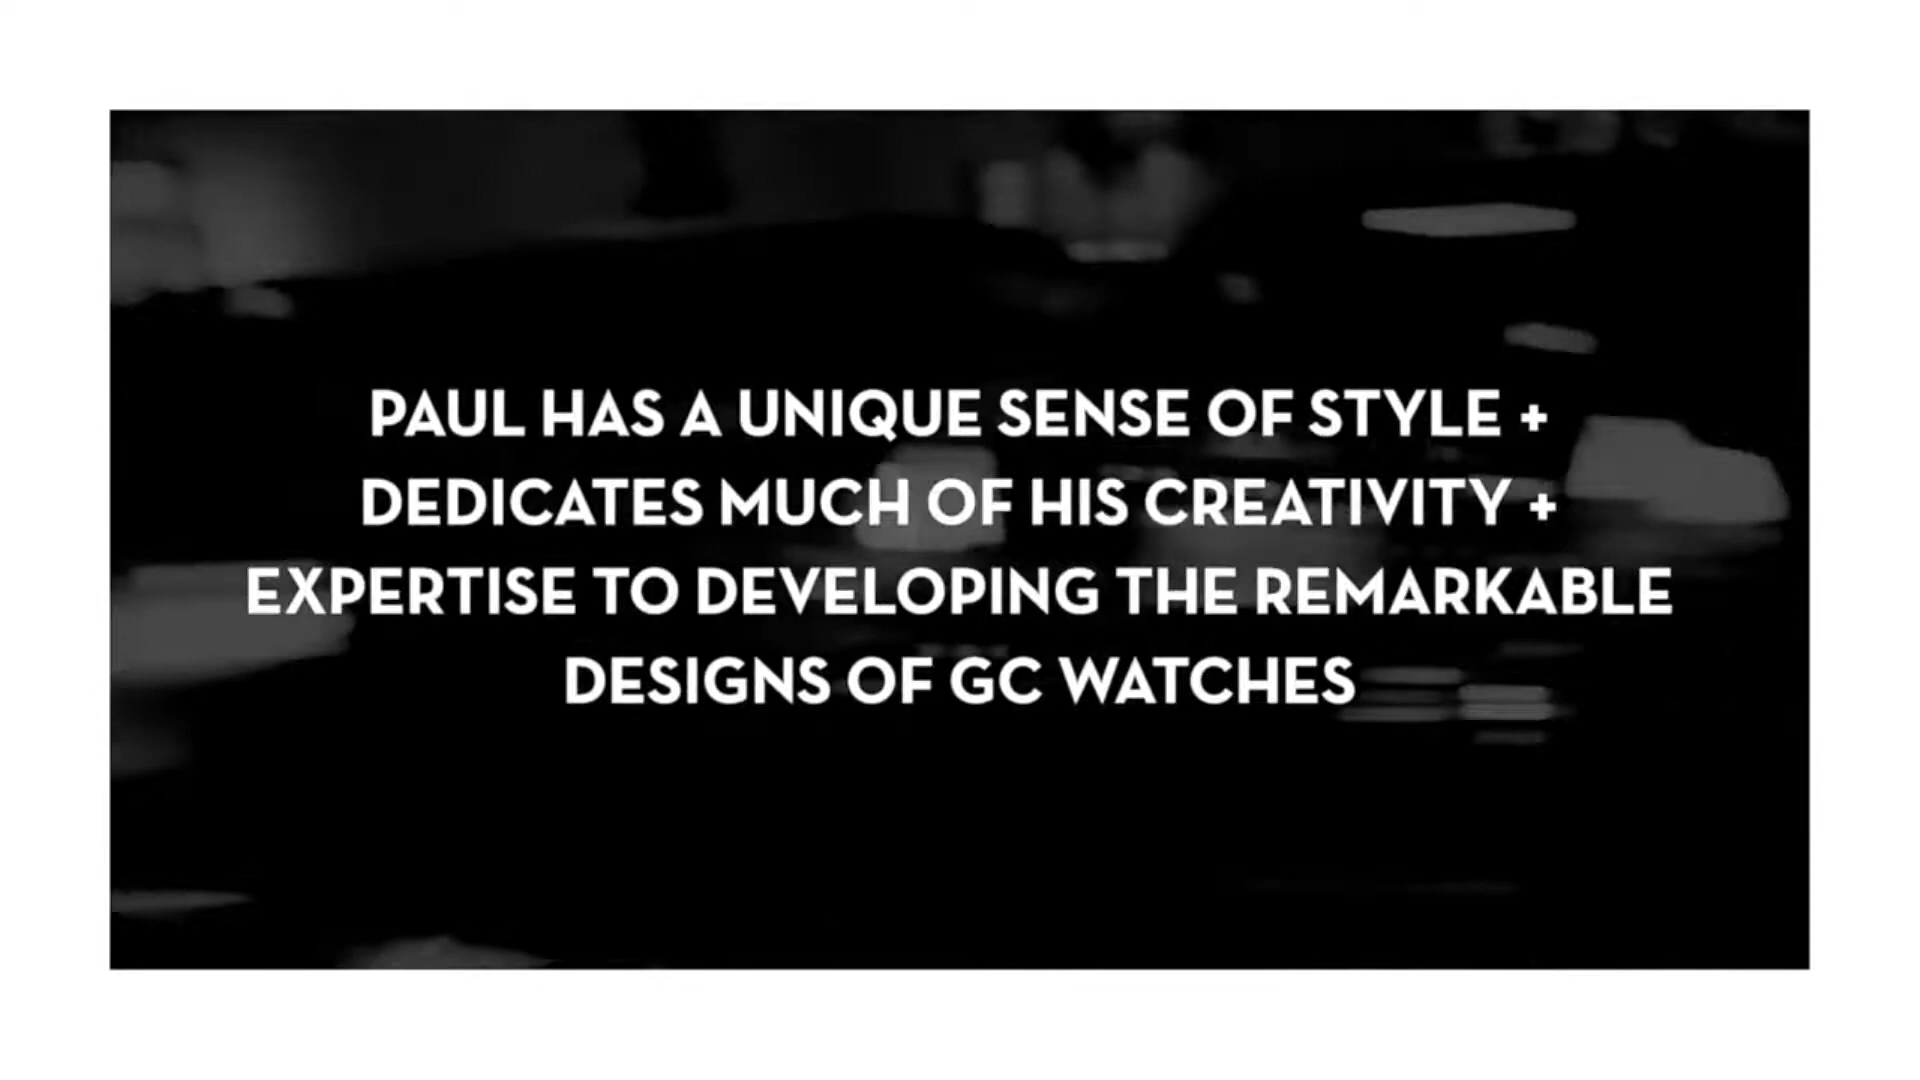 PAUL HAS A UNIQUE SENSE OF STYLE +
DEDICATES MUCH OF HIS CREATIVITY +
EXPERTISE TO DEVELOPING THE REMARKABLE
DESIGNS OF GC WATCHES